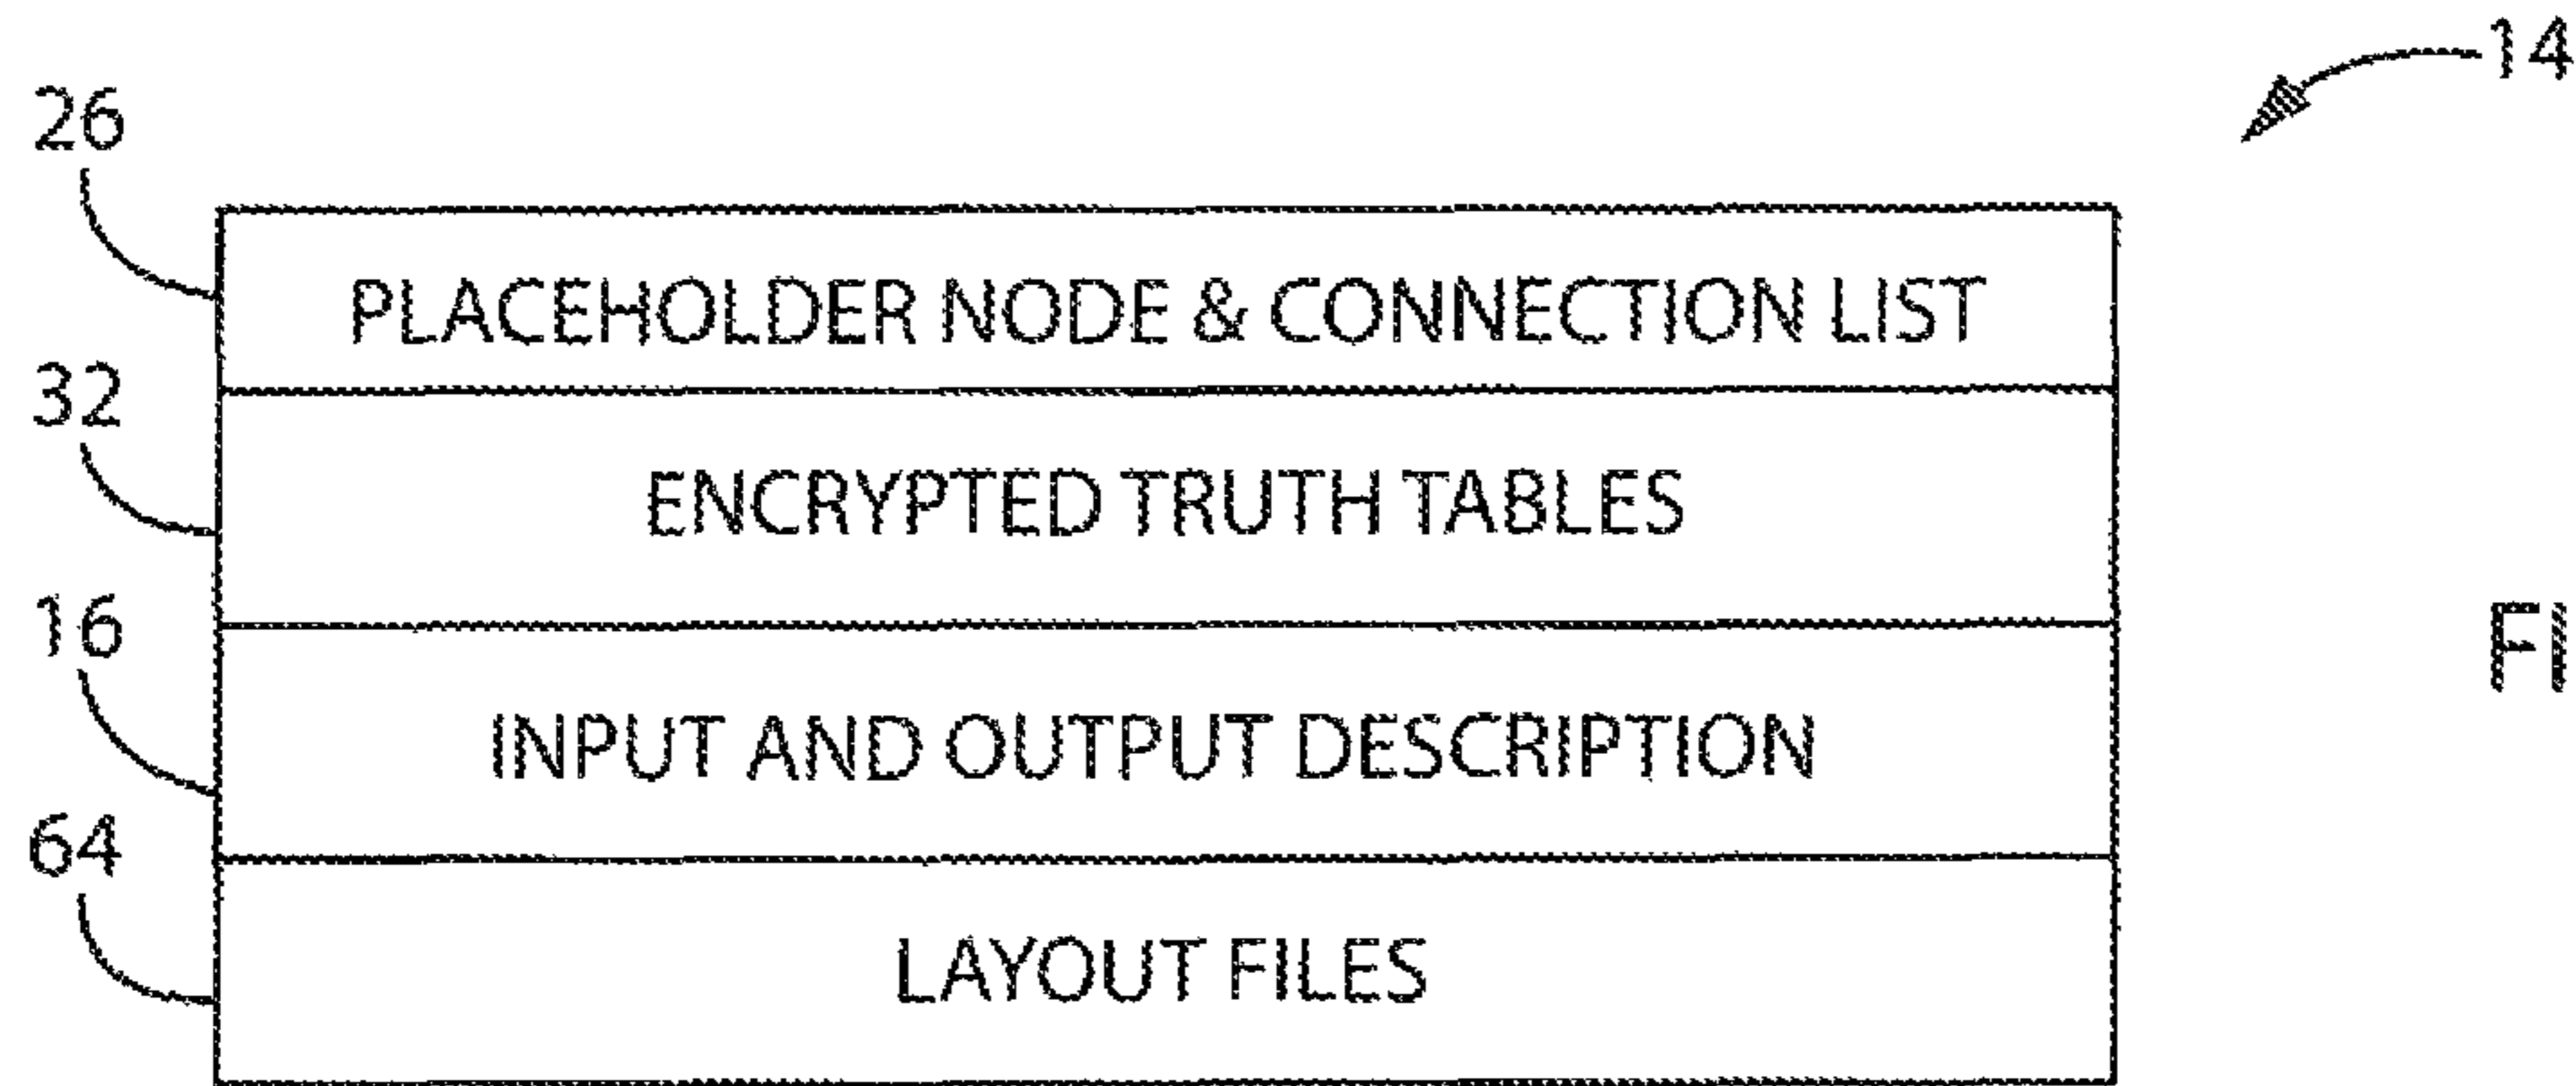 14
26
PLACEHOLDER NODE & CONNECTION LIST
32
ENCRYPTED TRUTH TABLES
16
INPUT AND OUTPUT DESCRIPTION
64
LAYOUT FILES